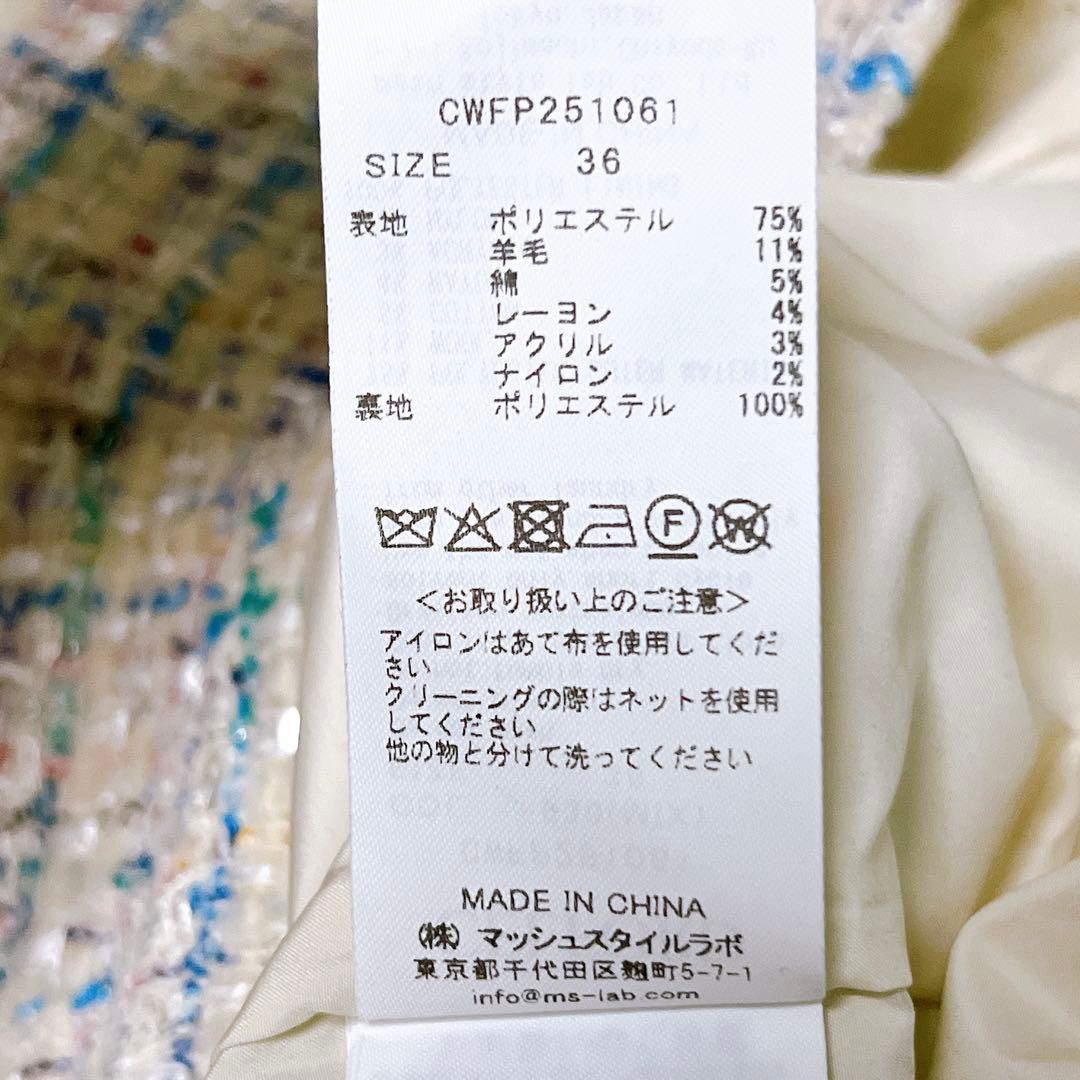 CWFP251061
SIZE 36
表地 ポリエステル 75%
羊毛 11%
綿 5%
レーヨン 4%
アクリル 3%
ナイロン 2%
裏地 ポリエステル 100%
F W
＜お取り扱い上のご注意＞
アイロンはあて布を使用してくだ
さい
クリーニングの際はネットを使用
してください
他の物と分けて洗ってください
MADE IN CHINA
(株) マッシュスタイルラボ
東京都千代田区麹町5-7-1
info@ms-lab.com